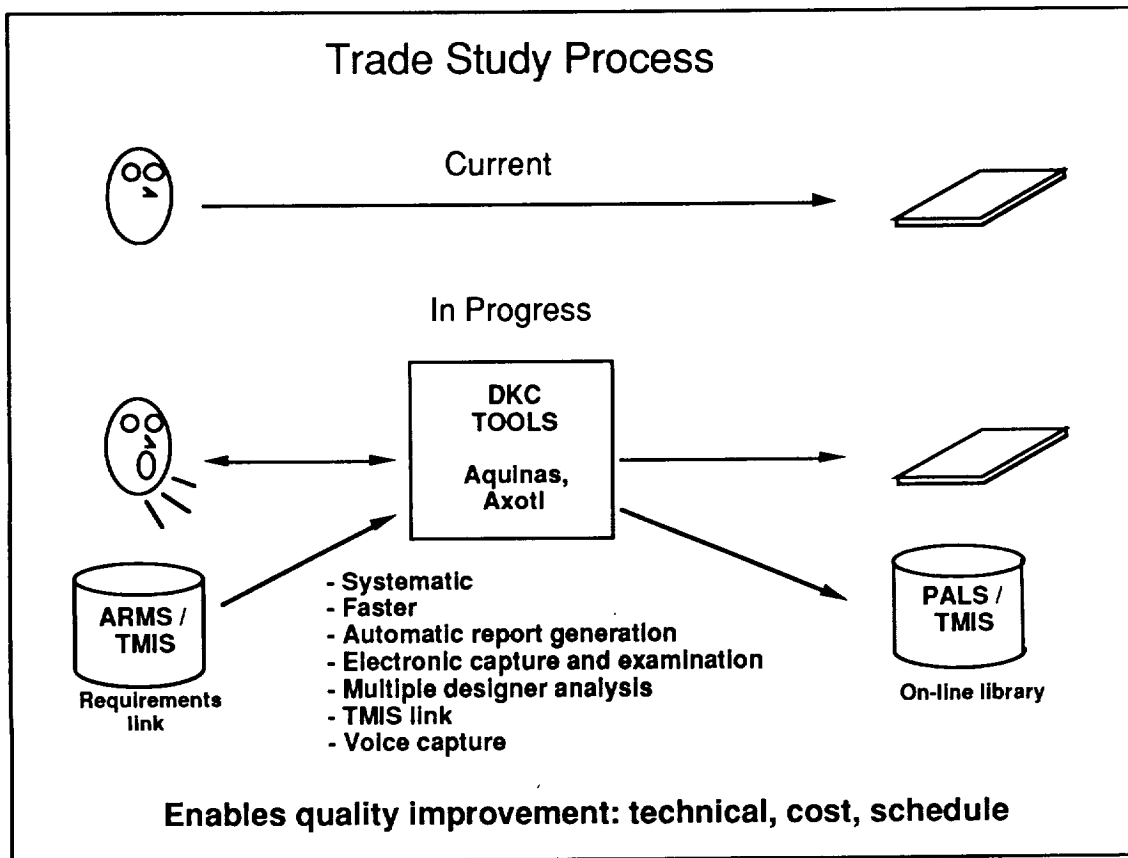 Trade Study Process
Current
In Progress
DKC
TOOLS
Aquinas,
Axotl
ARMS /
TMIS
Requirements
link
- Systematic
- Faster
- Automatic report generation
- Electronic capture and examination
- Multiple designer analysis
- TMIS link
- Voice capture
PALS /
TMIS
On-line library
Enables quality improvement: technical, cost, schedule